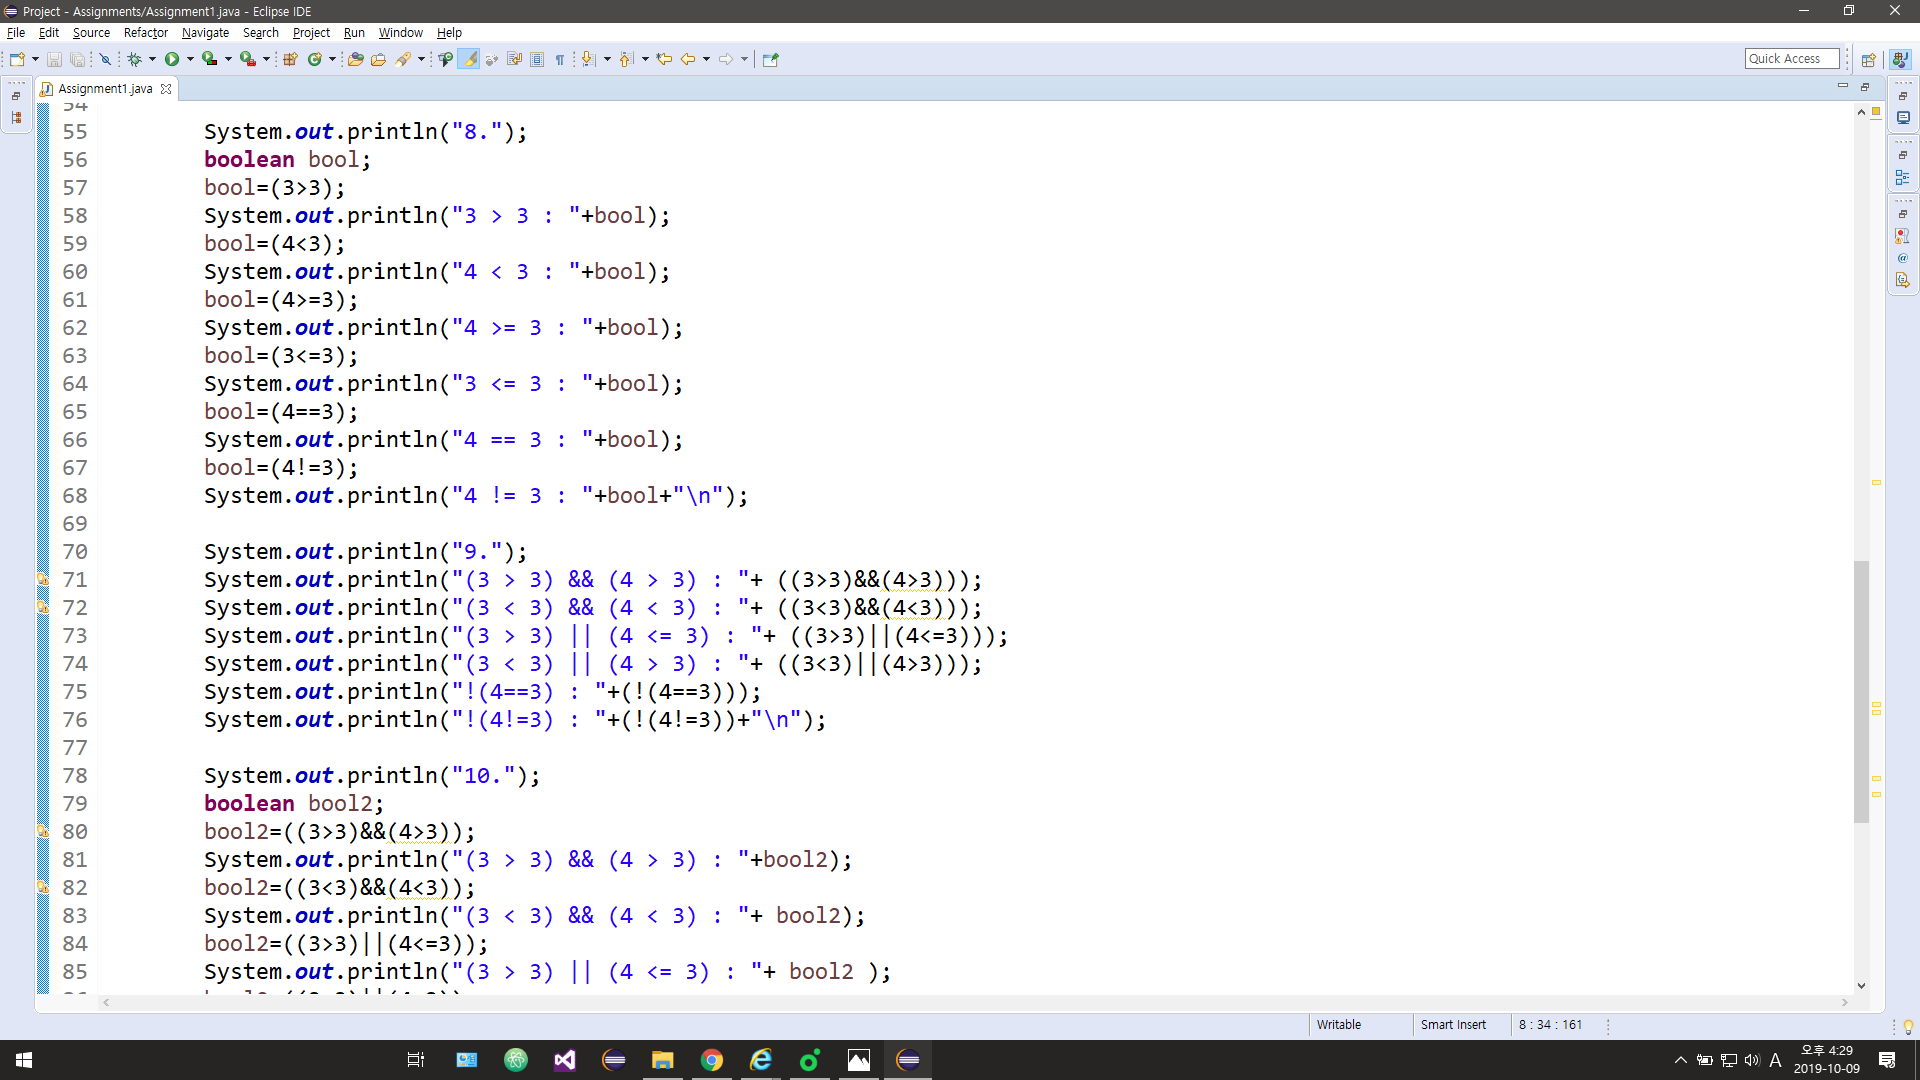 Project - Assignments/Assignment1.java - Eclipse IDE
File Edit Source Refactor Navigate Search Project Run Window Help
Quick Access
Assignment1.java
54
55 System.out.println("8.");
56 boolean bool;
57 bool=(3>3);
58 System.out.println("3 > 3 : "+bool);
59 bool=(4<3);
60 System.out.println("4 < 3 : "+bool);
61 bool=(4>=3);
62 System.out.println("4 >= 3 : "+bool);
63 bool=(3<=3);
64 System.out.println("3 <= 3 : "+bool);
65 bool=(4==3);
66 System.out.println("4 == 3 : "+bool);
67 bool=(4!=3);
68 System.out.println("4 != 3 : "+bool+"\n");
69
70 System.out.println("9.");
71 System.out.println("(3 > 3) && (4 > 3) : "+ ((3>3)&&(4>3)));
72 System.out.println("(3 < 3) && (4 < 3) : "+ ((3<3)&&(4<3)));
73 System.out.println("(3 > 3) || (4 <= 3) : "+ ((3>3)||(4<=3)));
74 System.out.println("(3 < 3) || (4 > 3) : "+ ((3<3)||(4>3)));
75 System.out.println("!(4==3) : "+(!(4==3)));
76 System.out.println("!(4!=3) : "+(!(4!=3))+"\n");
77
78 System.out.println("10.");
79 boolean bool2;
80 bool2=((3>3)&&(4>3));
81 System.out.println("(3 > 3) && (4 > 3) : "+bool2);
82 bool2=((3<3)&&(4<3));
83 System.out.println("(3 < 3) && (4 < 3) : "+ bool2);
84 bool2=((3>3)||(4<=3));
85 System.out.println("(3 > 3) || (4 <= 3) : "+ bool2 );
Writable Smart Insert 8 : 34 : 161
A 오후 4:29
2019-10-09